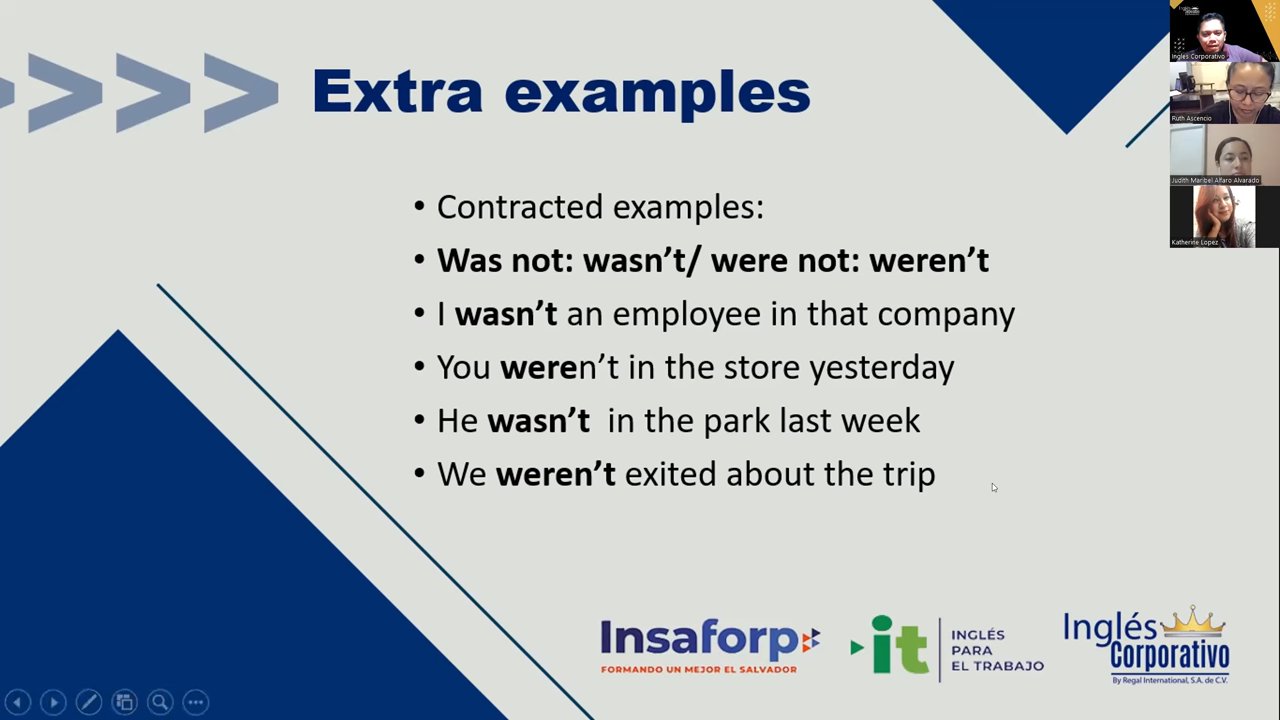 Extra examples
• Contracted examples:
• Was not: wasn't/ were not: weren't
• I wasn't an employee in that company
• You weren't in the store yesterday
• He wasn't in the park last week
• We weren't exited about the trip
Insaforp
FORMANDO UN MEJOR EL SALVADOR
it
INGLÉS
PARA
EL TRABAJO
Inglés
Corporativo
By Regal International, S.A. de C.V.
Inglés Corporativo
Ruth Ascencio
Judith Maribel Alfaro Alvarado
Katherine Lopez